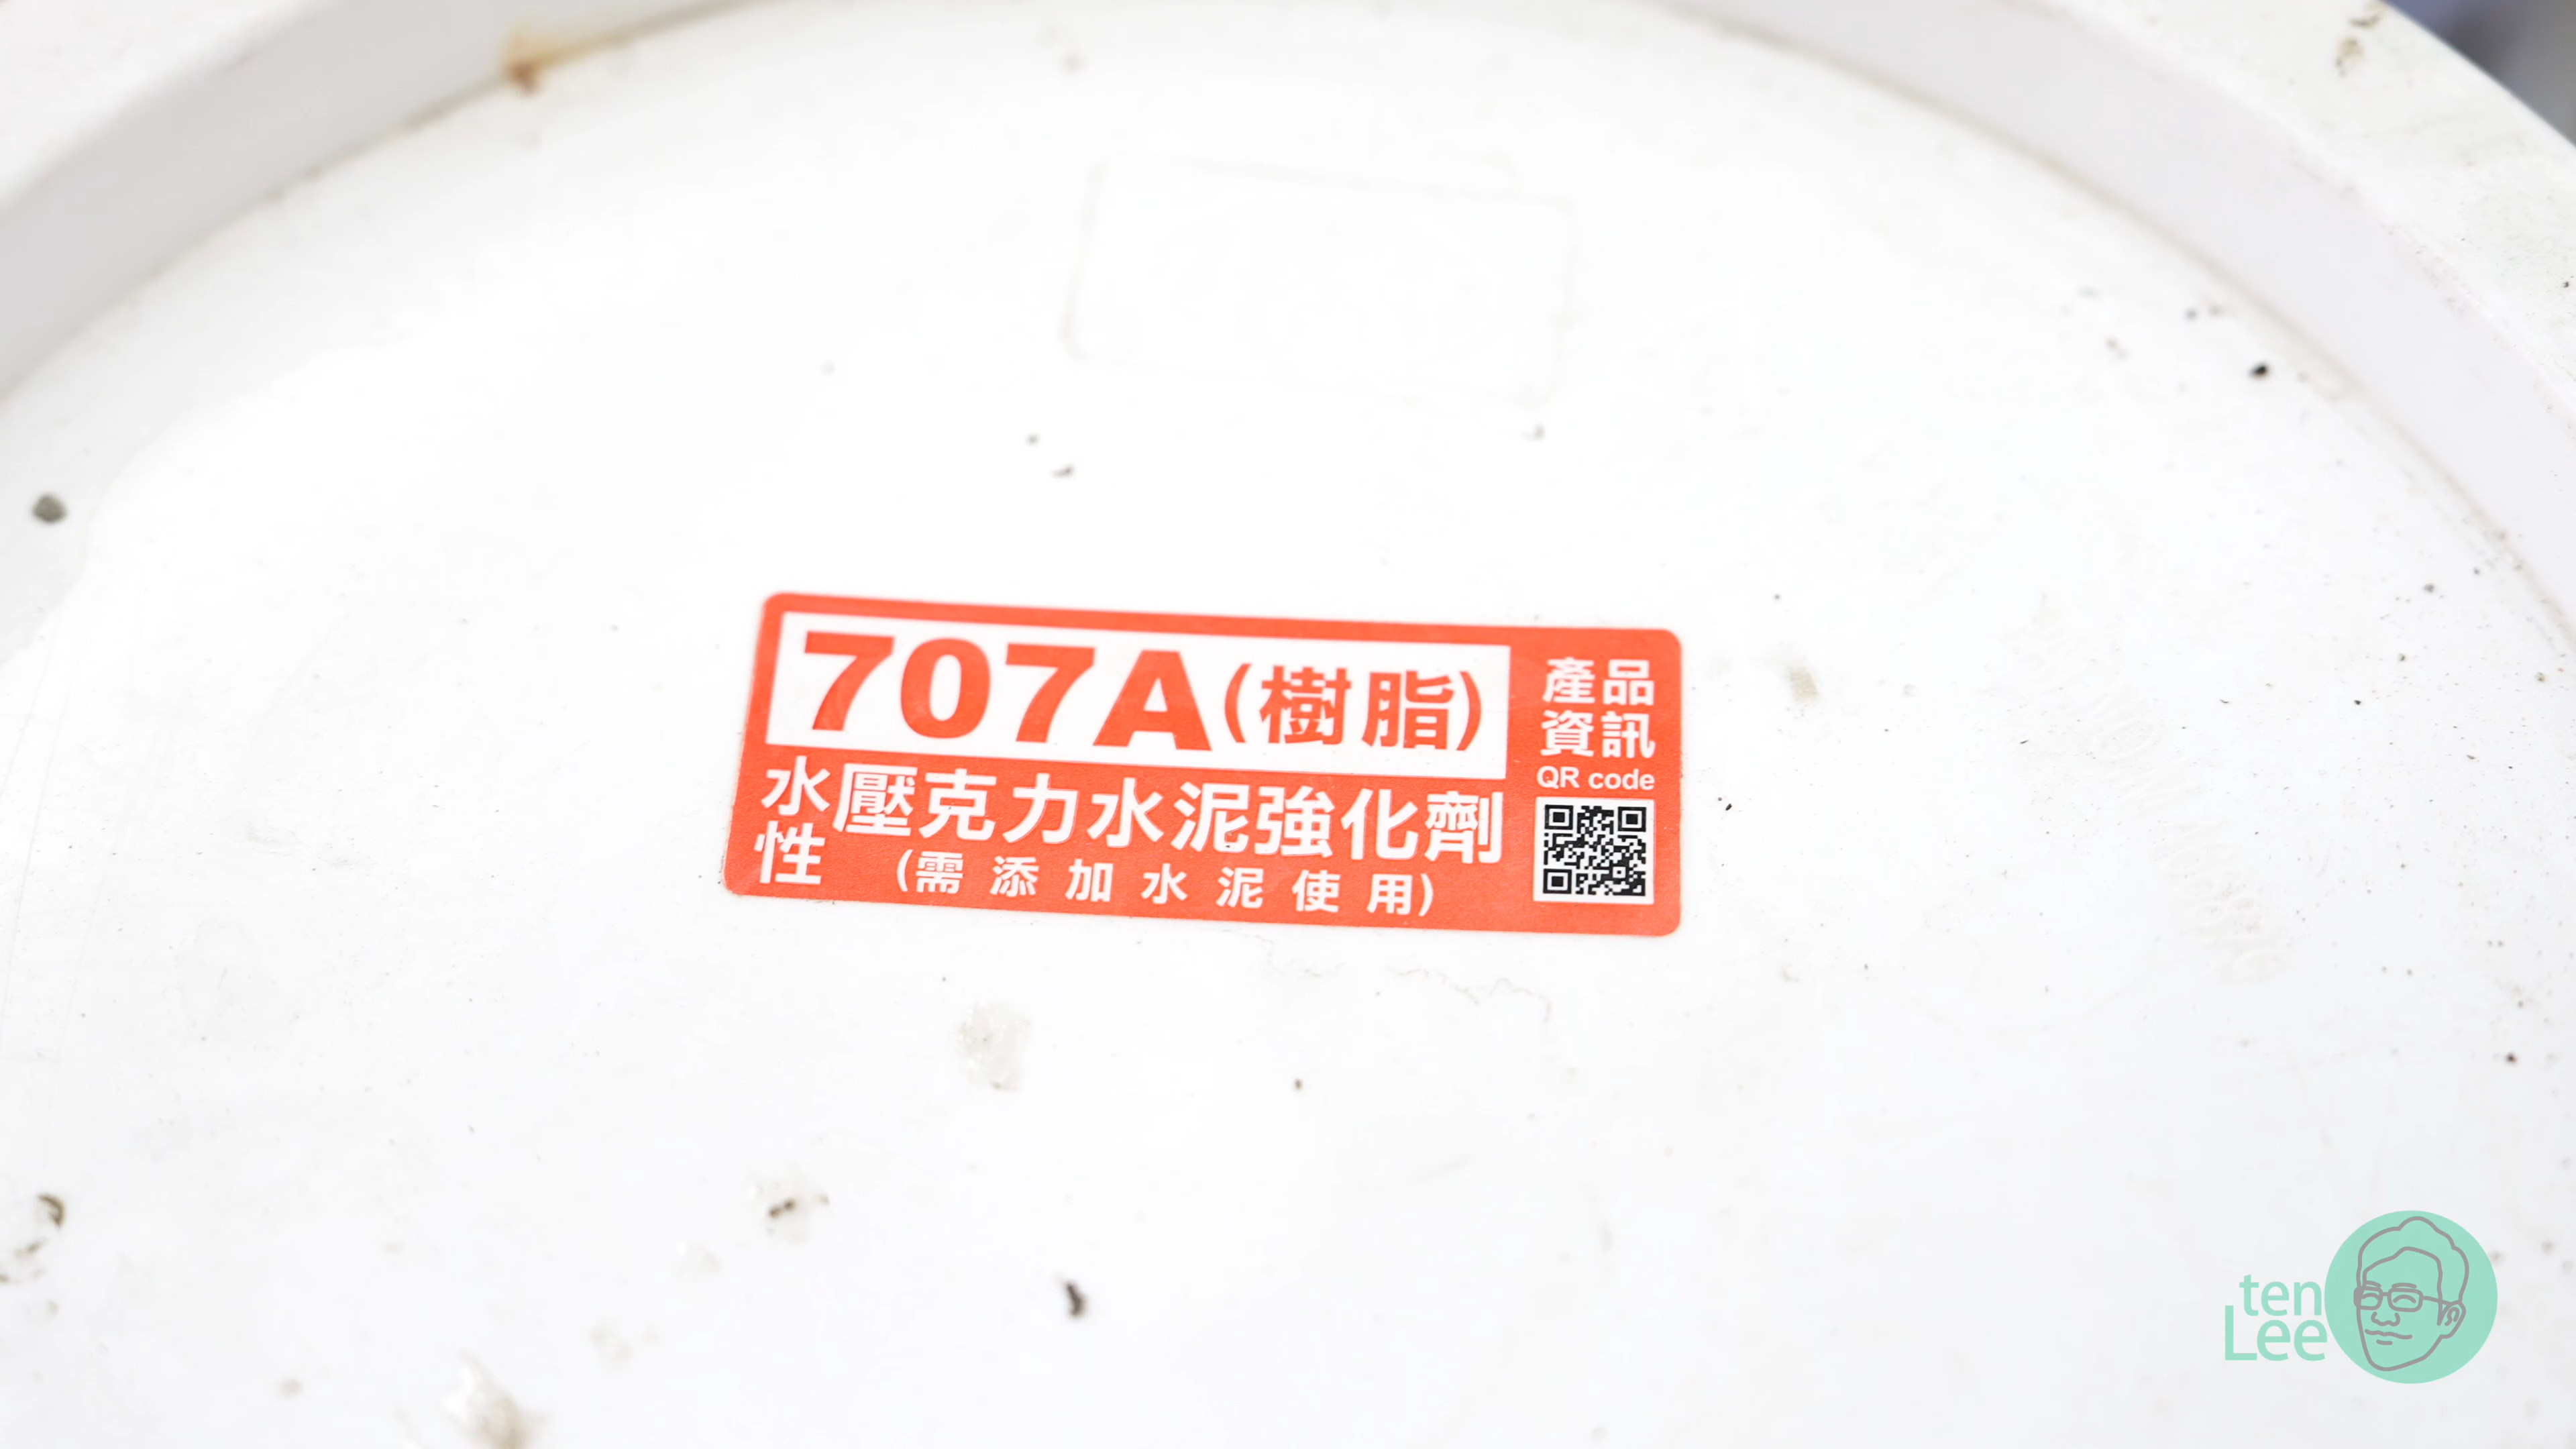 707A(樹脂)
水性 壓克力水泥強化劑
(需添加水泥使用)
產品
資訊
QR code
ten
Lee